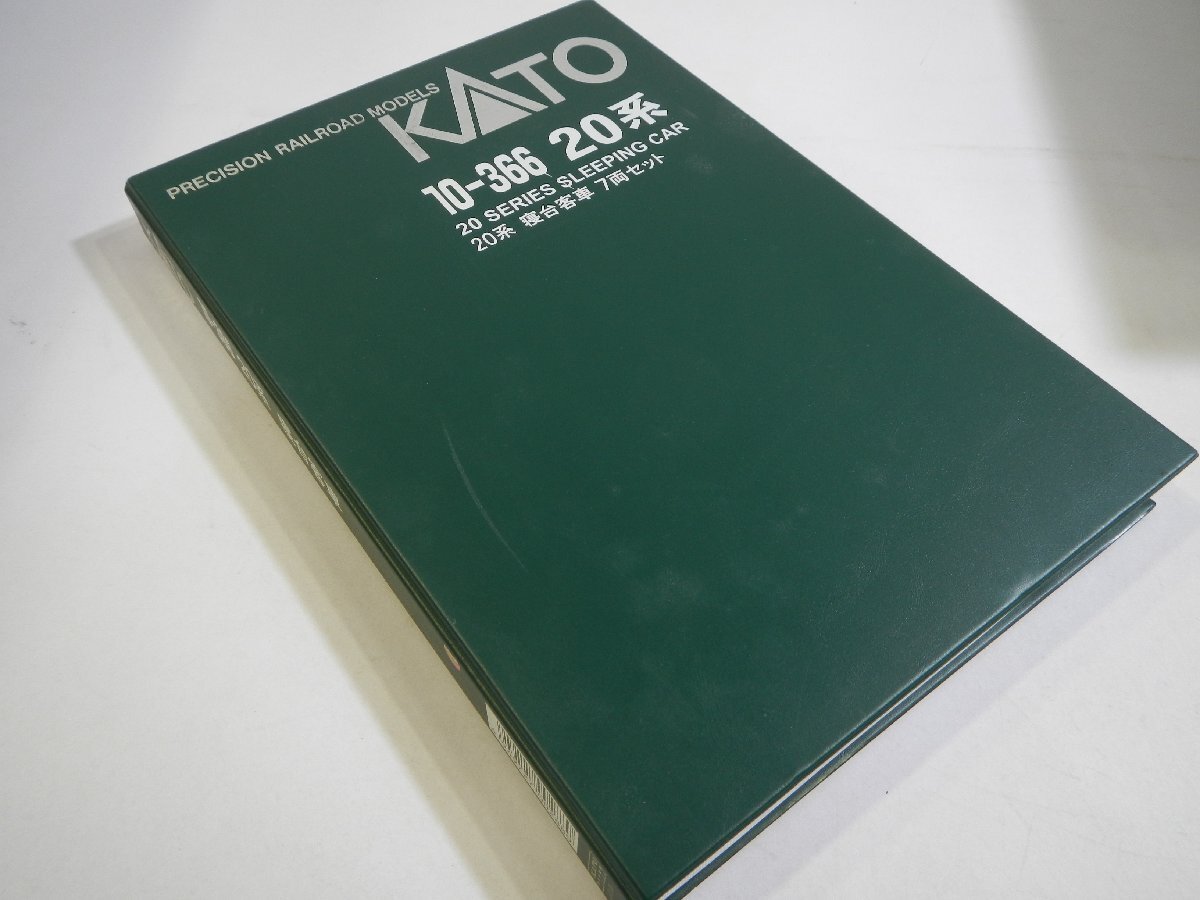 PRECISION RAILROAD MODELS
KATO
10-366 20系
20 SERIES SLEEPING CAR
20系 寝台客車 7両セット